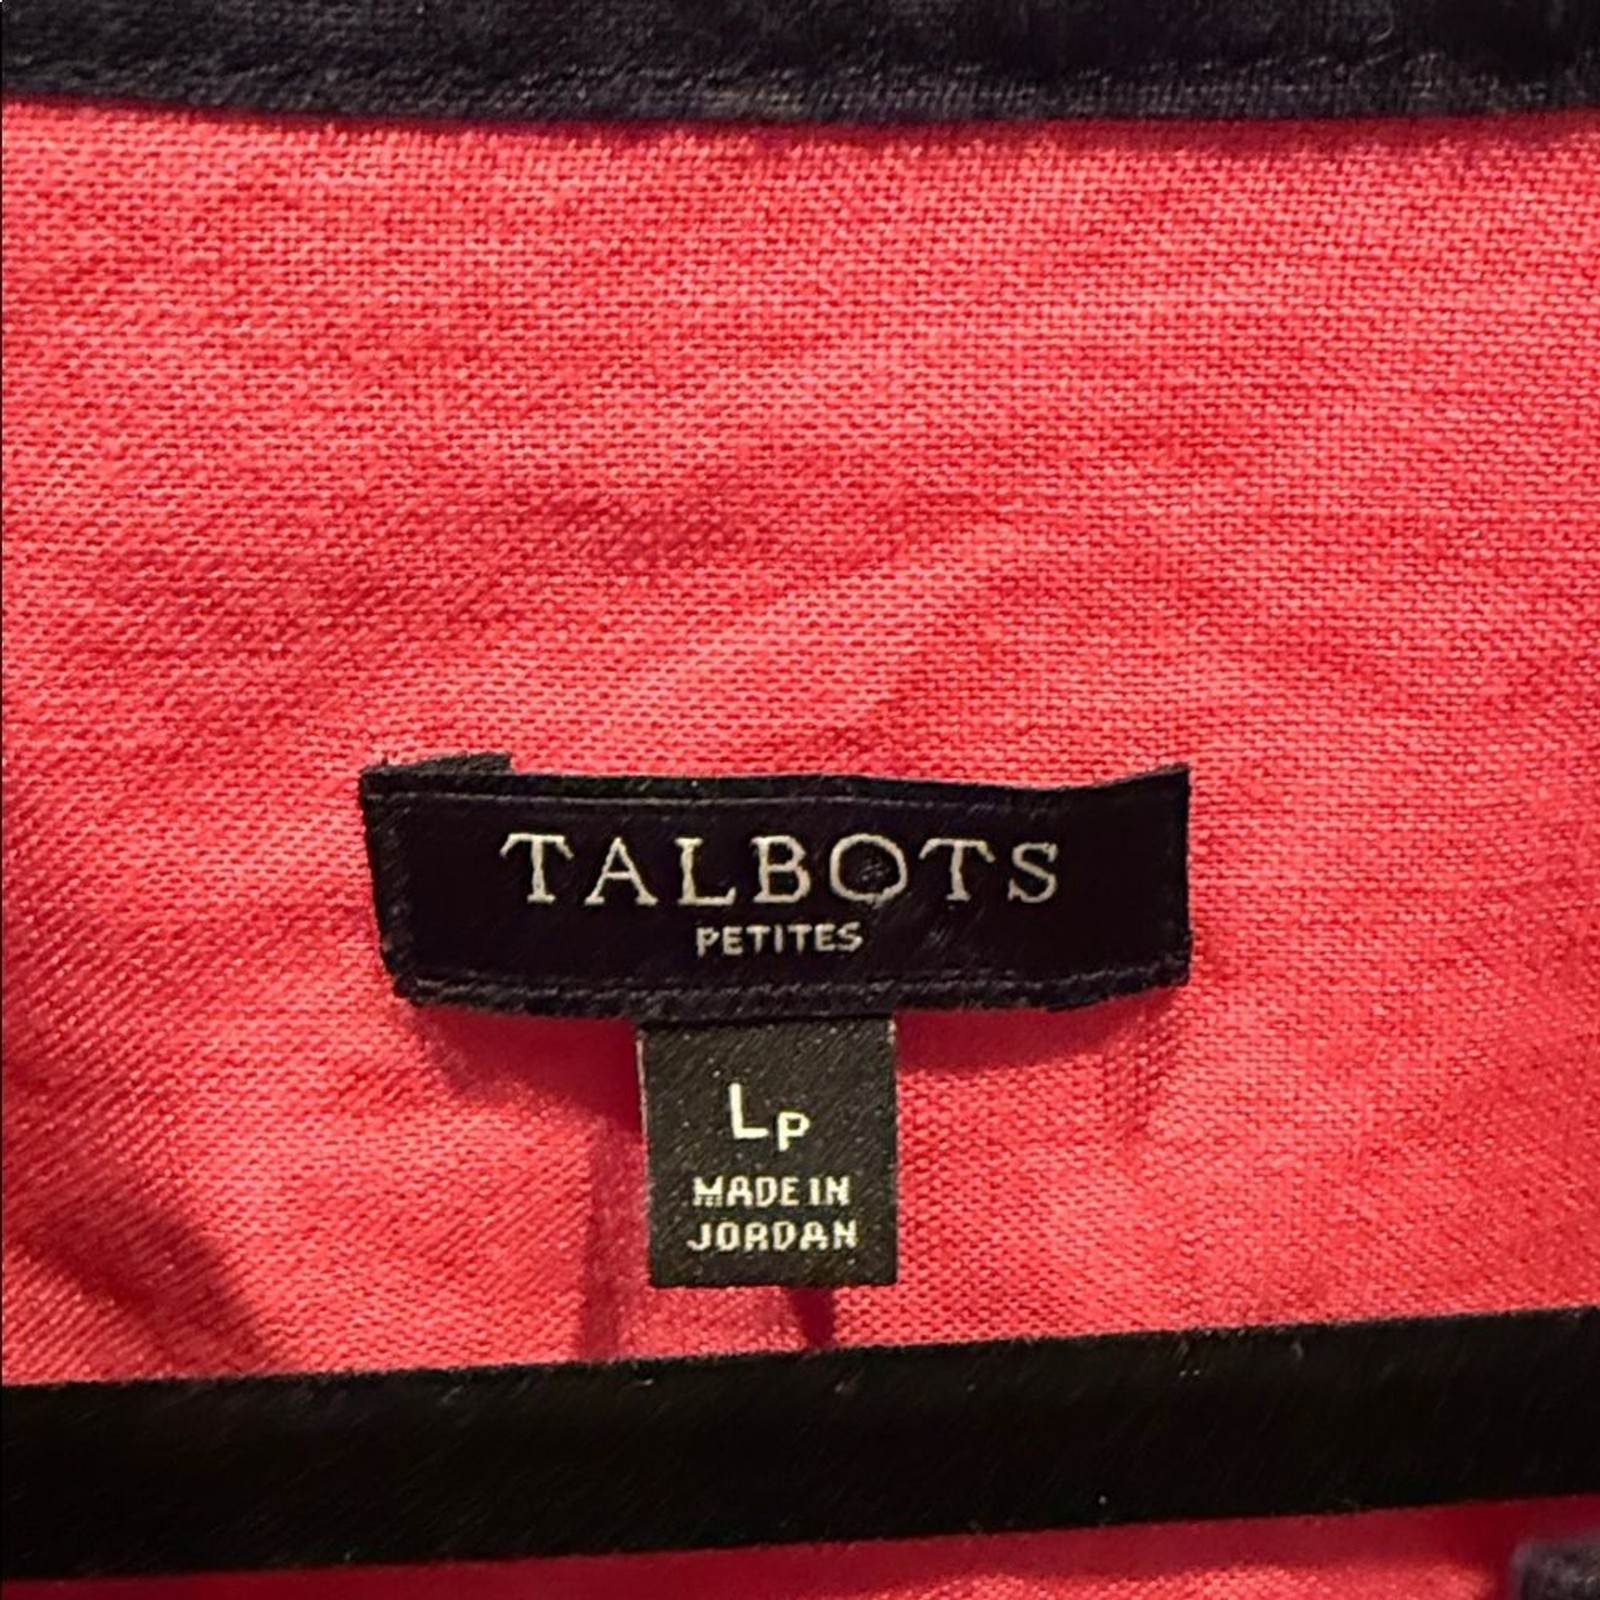 TALBOTS
PETITES
LP
MADE IN
JORDAN